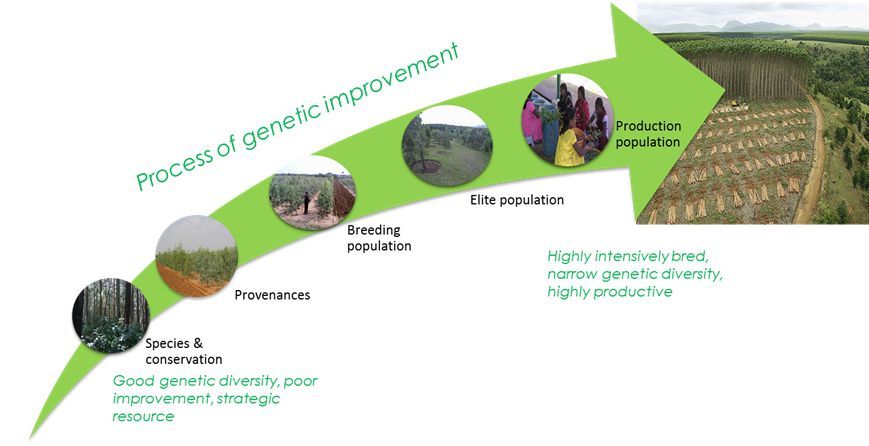 Process of genetic improvement
Production
population
Elite population
Breeding
population
Provenances
Species &
conservation
Good genetic diversity, poor
improvement, strategic
resource
Highly intensively bred,
narrow genetic diversity,
highly productive